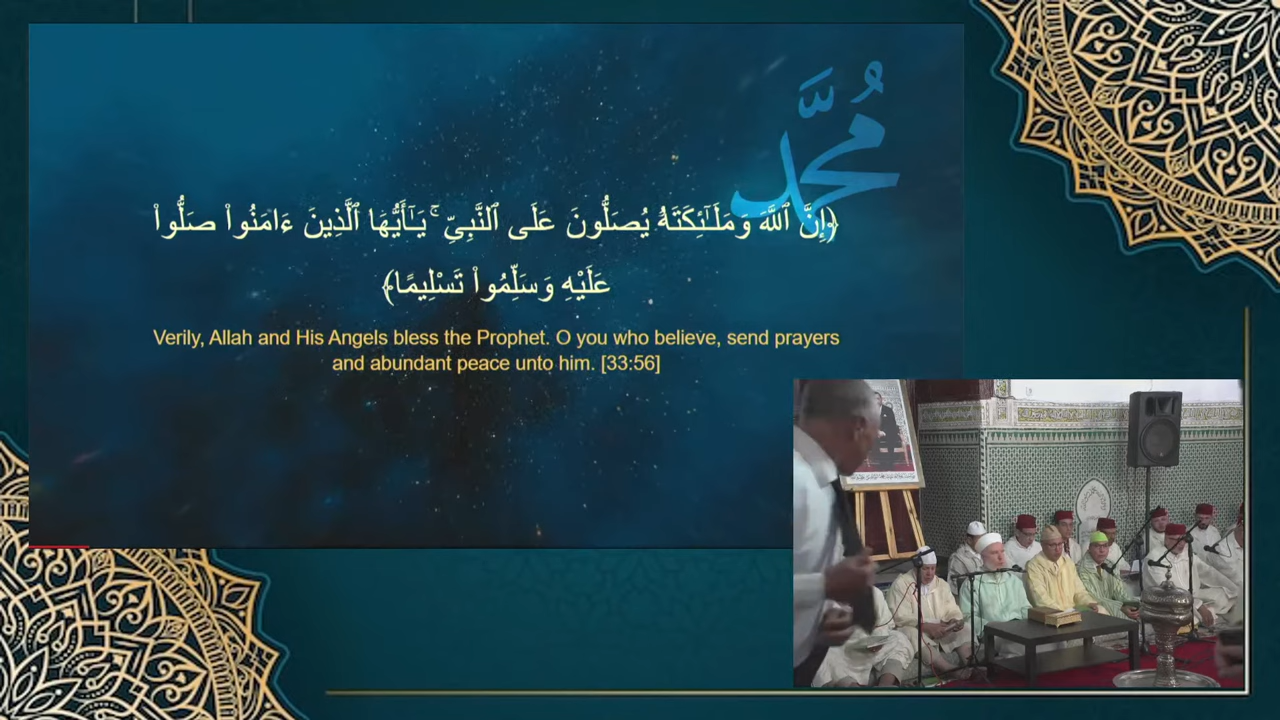 مُحَمَّد
﴿إِنَّ ٱللَّهَ وَمَلَـٰٓئِكَتَهُۥ يُصَلُّونَ عَلَى ٱلنَّبِىِّ ۚ يَـٰٓأَيُّهَا ٱلَّذِينَ ءَامَنُوا۟ صَلُّوا۟
عَلَيْهِ وَسَلِّمُوا۟ تَسْلِيمًا﴾
Verily, Allah and His Angels bless the Prophet. O you who believe, send prayers
and abundant peace unto him. [33:56]